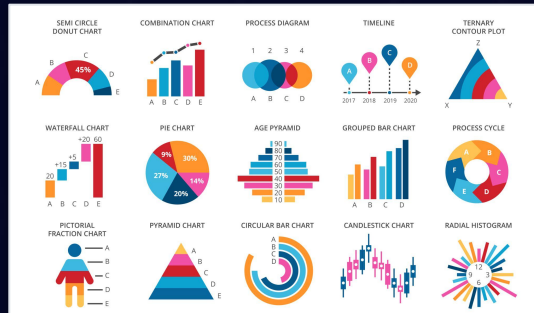 SEMI CIRCLE
DONUT CHART
A
B
C
D
E
45%
COMBINATION CHART
A B C D E
PROCESS DIAGRAM
1 2 3 4
A B C D
TIMELINE
A
B
C
D
2017 2018 2019 2020
TERNARY
CONTOUR PLOT
Z
X Y
WATERFALL CHART
20
+15
+5
+20
60
A B C D E
PIE CHART
9%
30%
27%
14%
20%
AGE PYRAMID
90
80
70
60
50
40
30
20
10
GROUPED BAR CHART
A B C D
PROCESS CYCLE
A
B
C
D
E
F
PICTORIAL
FRACTION CHART
A
B
C
D
E
PYRAMID CHART
A
B
C
D
E
CIRCULAR BAR CHART
A
B
C
D
CANDLESTICK CHART
RADIAL HISTOGRAM
12
9 3
6